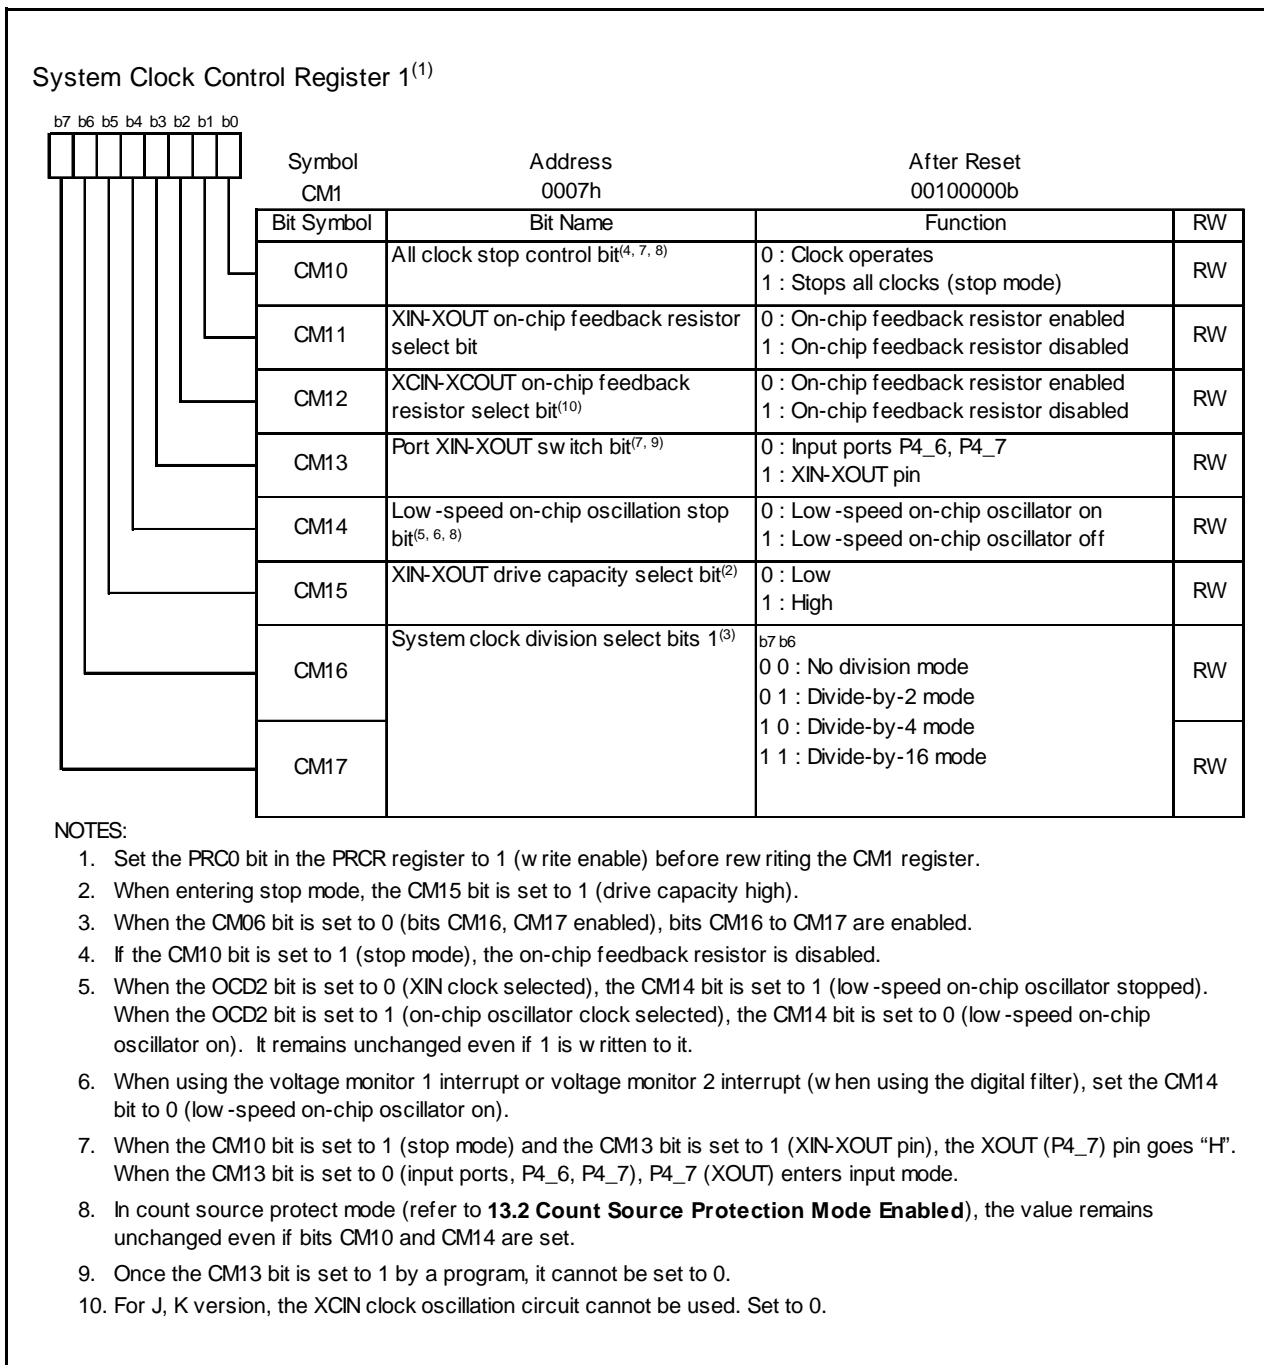 System Clock Control Register 1(1)
b7 b6 b5 b4 b3 b2 b1 b0
Symbol Address After Reset
CM1 0007h 00100000b
Bit Symbol Bit Name Function RW
CM10 All clock stop control bit(4, 7, 8) 0 : Clock operates RW
1 : Stops all clocks (stop mode)
CM11 XIN-XOUT on-chip feedback resistor 0 : On-chip feedback resistor enabled RW
select bit 1 : On-chip feedback resistor disabled
CM12 XCIN-XCOUT on-chip feedback 0 : On-chip feedback resistor enabled RW
resistor select bit(10) 1 : On-chip feedback resistor disabled
CM13 Port XIN-XOUT switch bit(7, 9) 0 : Input ports P4_6, P4_7 RW
1 : XIN-XOUT pin
CM14 Low-speed on-chip oscillation stop 0 : Low-speed on-chip oscillator on RW
bit(5, 6, 8) 1 : Low-speed on-chip oscillator off
CM15 XIN-XOUT drive capacity select bit(2) 0 : Low RW
1 : High
System clock division select bits 1(3) b7 b6
CM16 0 0 : No division mode RW
0 1 : Divide-by-2 mode
1 0 : Divide-by-4 mode
CM17 1 1 : Divide-by-16 mode RW
NOTES:
1. Set the PRC0 bit in the PRCR register to 1 (write enable) before rewriting the CM1 register.
2. When entering stop mode, the CM15 bit is set to 1 (drive capacity high).
3. When the CM06 bit is set to 0 (bits CM16, CM17 enabled), bits CM16 to CM17 are enabled.
4. If the CM10 bit is set to 1 (stop mode), the on-chip feedback resistor is disabled.
5. When the OCD2 bit is set to 0 (XIN clock selected), the CM14 bit is set to 1 (low-speed on-chip oscillator stopped).
When the OCD2 bit is set to 1 (on-chip oscillator clock selected), the CM14 bit is set to 0 (low-speed on-chip
oscillator on). It remains unchanged even if 1 is written to it.
6. When using the voltage monitor 1 interrupt or voltage monitor 2 interrupt (when using the digital filter), set the CM14
bit to 0 (low-speed on-chip oscillator on).
7. When the CM10 bit is set to 1 (stop mode) and the CM13 bit is set to 1 (XIN-XOUT pin), the XOUT (P4_7) pin goes “H”.
When the CM13 bit is set to 0 (input ports, P4_6, P4_7), P4_7 (XOUT) enters input mode.
8. In count source protect mode (refer to 13.2 Count Source Protection Mode Enabled), the value remains
unchanged even if bits CM10 and CM14 are set.
9. Once the CM13 bit is set to 1 by a program, it cannot be set to 0.
10. For J, K version, the XCIN clock oscillation circuit cannot be used. Set to 0.